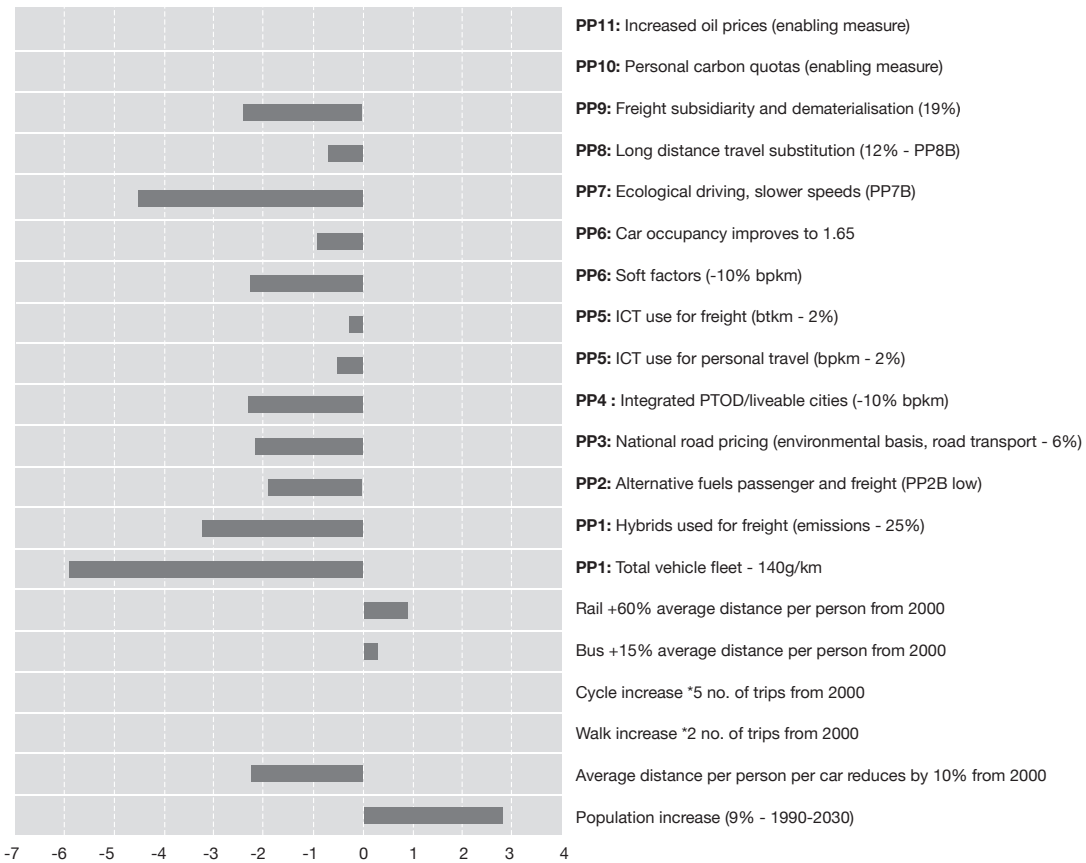 PP11: Increased oil prices (enabling measure)
PP10: Personal carbon quotas (enabling measure)
PP9: Freight subsidiarity and dematerialisation (19%)
PP8: Long distance travel substitution (12% - PP8B)
PP7: Ecological driving, slower speeds (PP7B)
PP6: Car occupancy improves to 1.65
PP6: Soft factors (-10% bpkm)
PP5: ICT use for freight (btkm - 2%)
PP5: ICT use for personal travel (bpkm - 2%)
PP4 : Integrated PTOD/liveable cities (-10% bpkm)
PP3: National road pricing (environmental basis, road transport - 6%)
PP2: Alternative fuels passenger and freight (PP2B low)
PP1: Hybrids used for freight (emissions - 25%)
PP1: Total vehicle fleet - 140g/km
Rail +60% average distance per person from 2000
Bus +15% average distance per person from 2000
Cycle increase *5 no. of trips from 2000
Walk increase *2 no. of trips from 2000
Average distance per person per car reduces by 10% from 2000
Population increase (9% - 1990-2030)
-7 -6 -5 -4 -3 -2 -1 0 1 2 3 4